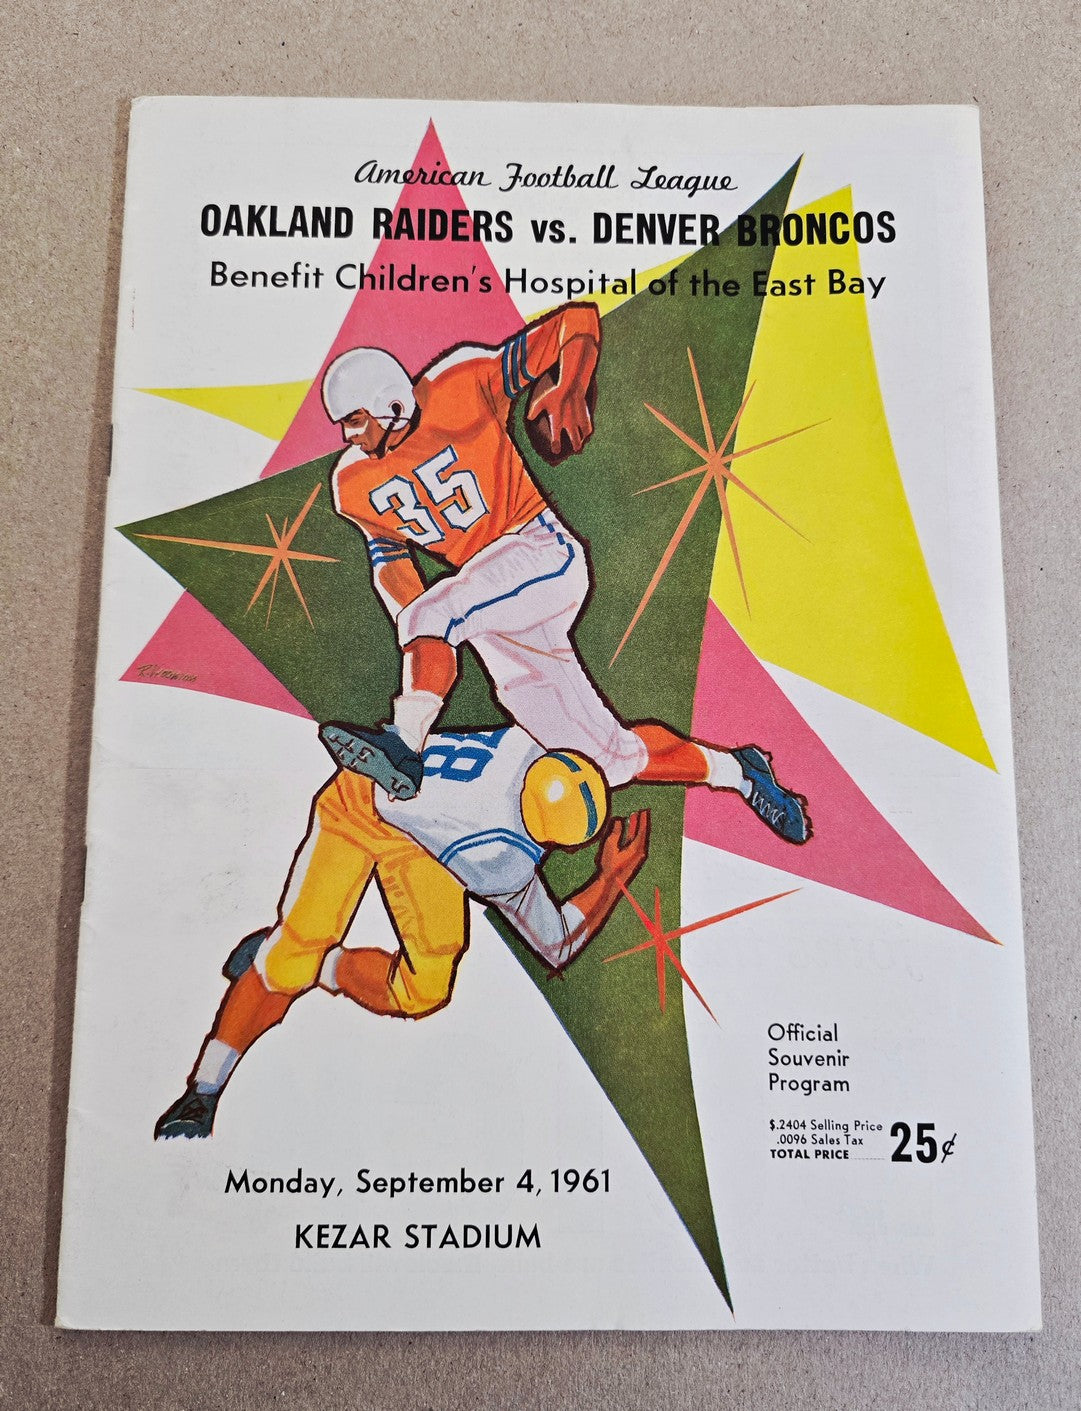 American Football League
OAKLAND RAIDERS vs. DENVER BRONCOS
Benefit Children's Hospital of the East Bay
35
Official
Souvenir
Program
$.2404 Selling Price
.0096 Sales Tax
TOTAL PRICE 25¢
Monday, September 4, 1961
KEZAR STADIUM